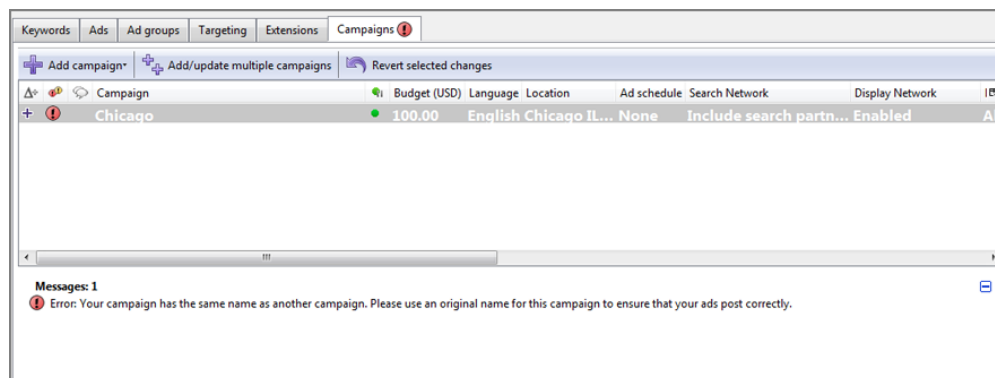 Keywords Ads Ad groups Targeting Extensions Campaigns
Add campaign Add/update multiple campaigns Revert selected changes
Campaign Budget (USD) Language Location Ad schedule Search Network Display Network
Chicago 100.00 English Chicago IL... None Include search partn... Enabled
Messages: 1
Error: Your campaign has the same name as another campaign. Please use an original name for this campaign to ensure that your ads post correctly.